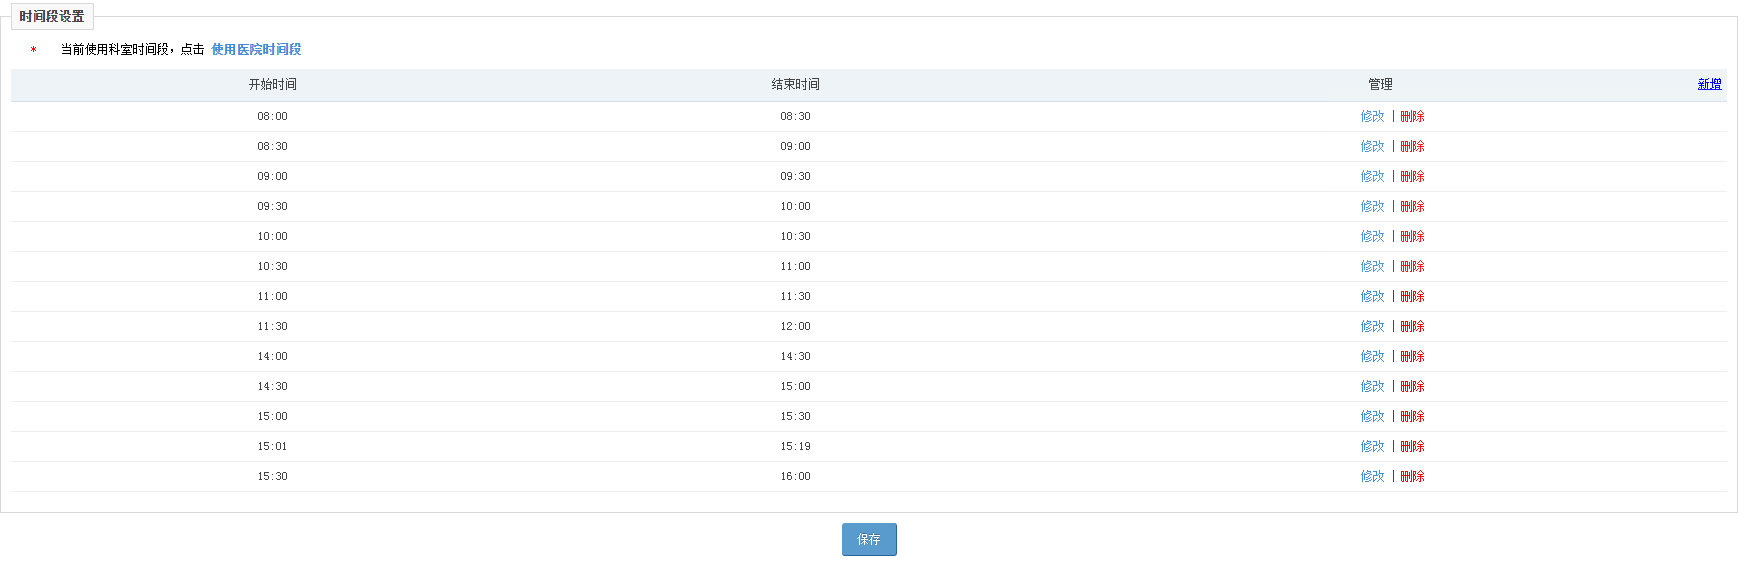 时间段设置
* 当前使用科室时间段，点击 使用医院时间段
开始时间 结束时间 管理 新增
08:00 08:30 修改 | 删除
08:30 09:00 修改 | 删除
09:00 09:30 修改 | 删除
09:30 10:00 修改 | 删除
10:00 10:30 修改 | 删除
10:30 11:00 修改 | 删除
11:00 11:30 修改 | 删除
11:30 12:00 修改 | 删除
14:00 14:30 修改 | 删除
14:30 15:00 修改 | 删除
15:00 15:30 修改 | 删除
15:01 15:19 修改 | 删除
15:30 16:00 修改 | 删除
保存